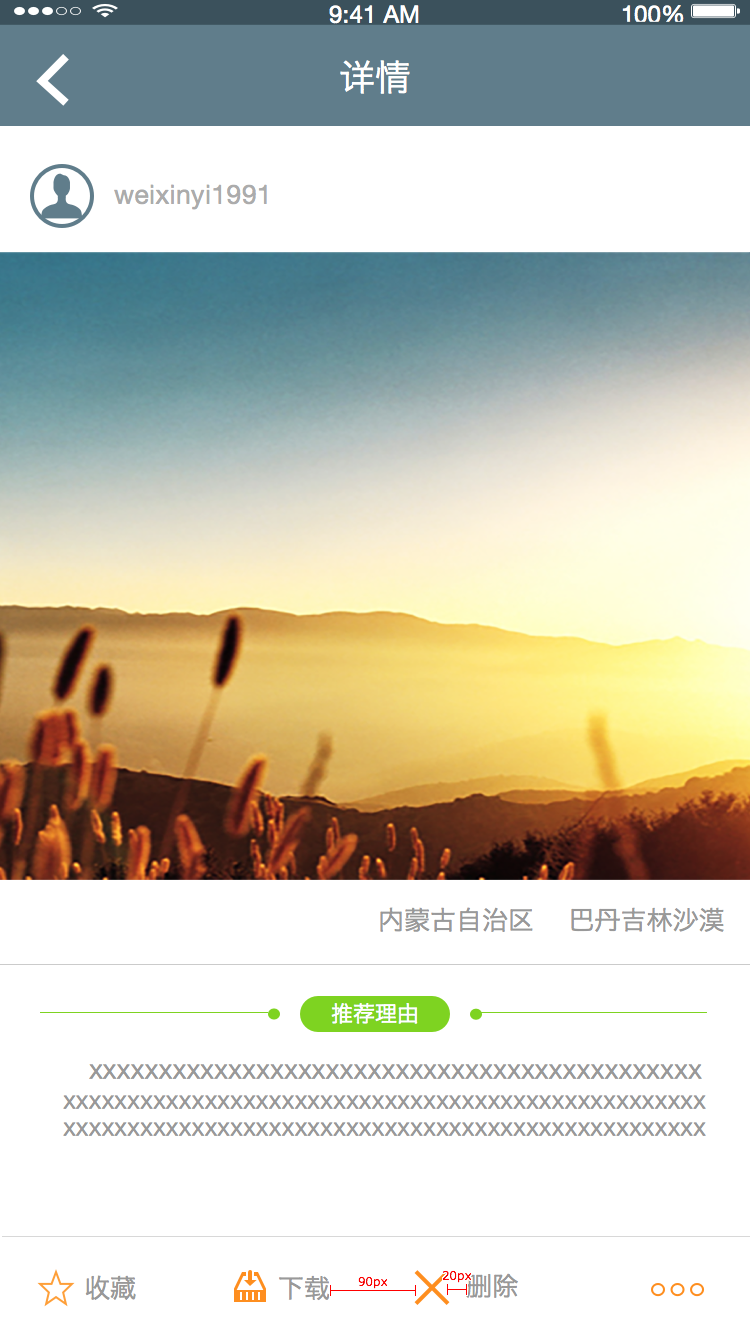 9:41 AM 100%
详情
weixinyi1991
内蒙古自治区 巴丹吉林沙漠
推荐理由
xxxxxxxxxxxxxxxxxxxxxxxxxxxxxxxxxxxxxxxxxxxx
xxxxxxxxxxxxxxxxxxxxxxxxxxxxxxxxxxxxxxxxxxxxxxxxxx
xxxxxxxxxxxxxxxxxxxxxxxxxxxxxxxxxxxxxxxxxxxxxxxxxx
收藏 下载 90px 20px 删除